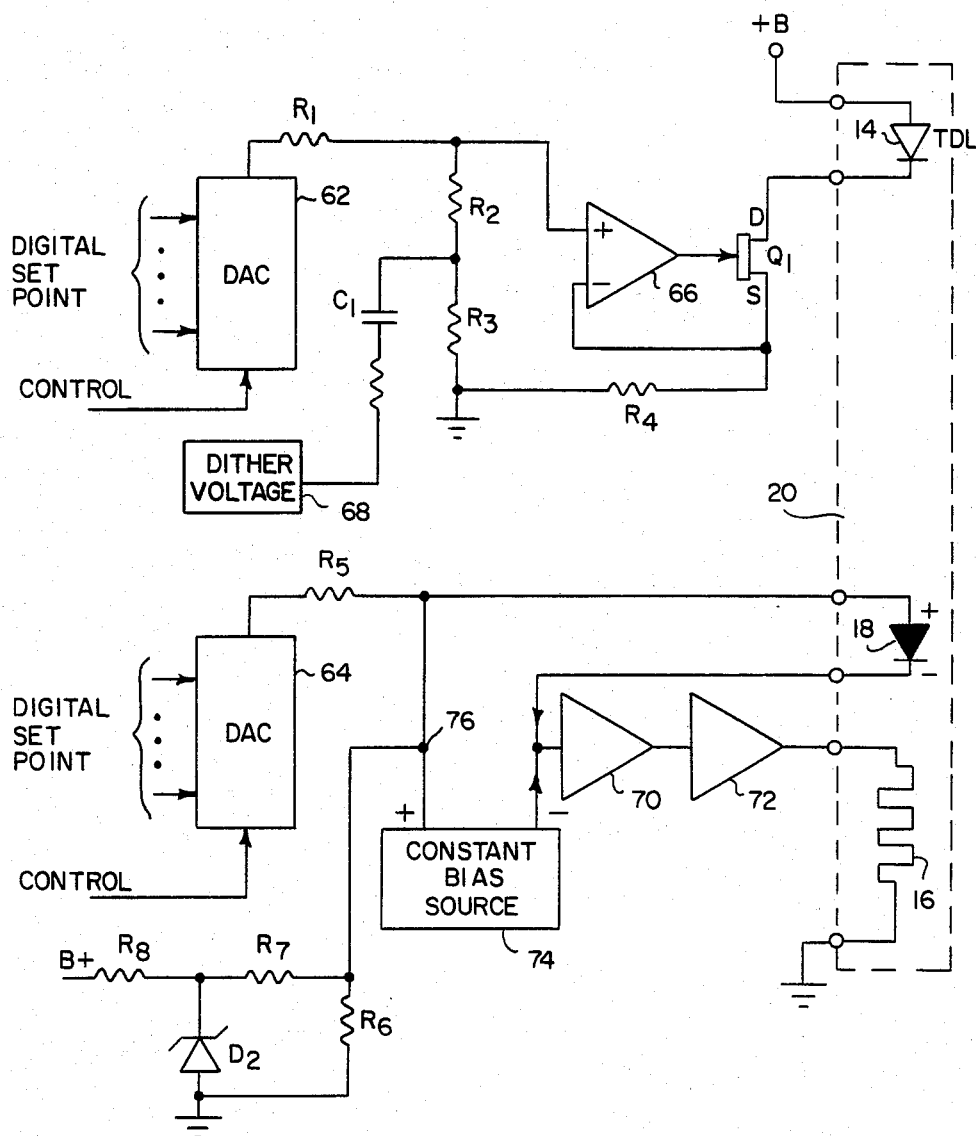 +B
R1
14
TDL
62
DIGITAL
SET
POINT
DAC
R2
D
+
Q1
−
66
S
C1
R3
CONTROL
R4
DITHER
VOLTAGE
68
20
R5
+
18
−
64
DIGITAL
SET
POINT
DAC
76
70
72
+
−
CONSTANT
BIAS
SOURCE
16
CONTROL
74
B+
R8
R7
R6
D2